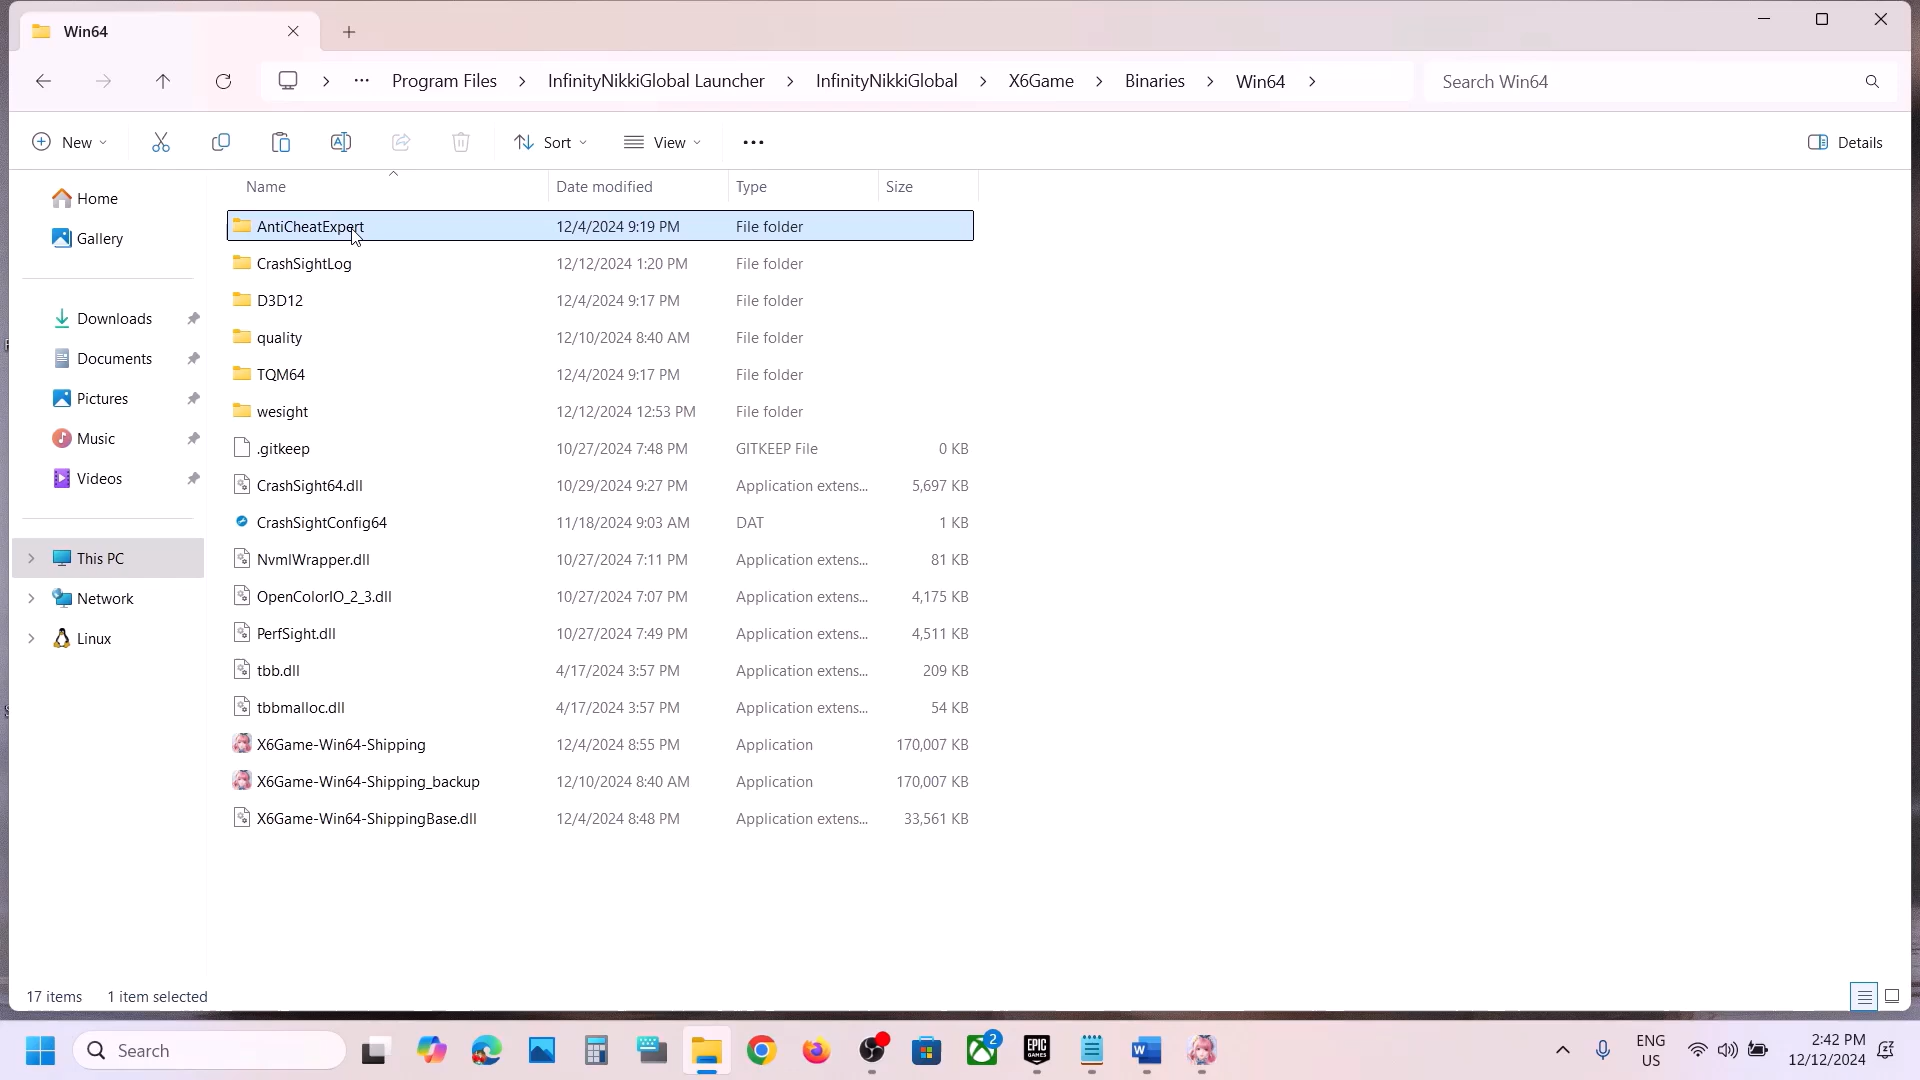 Win64
Program Files > InfinityNikkiGlobal Launcher > InfinityNikkiGlobal > X6Game > Binaries > Win64 >
Search Win64
New
Sort
View
Details
Name Date modified Type Size
Home
Gallery
Downloads
Documents
Pictures
Music
Videos
This PC
Network
Linux
AntiCheatExpert 12/4/2024 9:19 PM File folder
CrashSightLog 12/12/2024 1:20 PM File folder
D3D12 12/4/2024 9:17 PM File folder
quality 12/10/2024 8:40 AM File folder
TQM64 12/4/2024 9:17 PM File folder
wesight 12/12/2024 12:53 PM File folder
.gitkeep 10/27/2024 7:48 PM GITKEEP File 0 KB
CrashSight64.dll 10/29/2024 9:27 PM Application extens... 5,697 KB
CrashSightConfig64 11/18/2024 9:03 AM DAT 1 KB
NvmlWrapper.dll 10/27/2024 7:11 PM Application extens... 81 KB
OpenColorIO_2_3.dll 10/27/2024 7:07 PM Application extens... 4,175 KB
PerfSight.dll 10/27/2024 7:49 PM Application extens... 4,511 KB
tbb.dll 4/17/2024 3:57 PM Application extens... 209 KB
tbbmalloc.dll 4/17/2024 3:57 PM Application extens... 54 KB
X6Game-Win64-Shipping 12/4/2024 8:55 PM Application 170,007 KB
X6Game-Win64-Shipping_backup 12/10/2024 8:40 AM Application 170,007 KB
X6Game-Win64-ShippingBase.dll 12/4/2024 8:48 PM Application extens... 33,561 KB
17 items 1 item selected
Search
2
EPIC GAMES
W
ENG
US
2:42 PM
12/12/2024